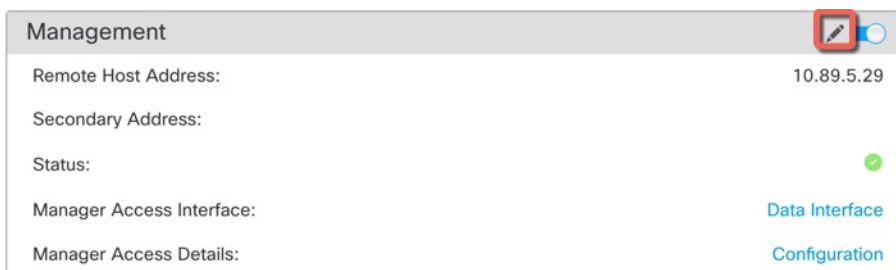 Management
Remote Host Address: 10.89.5.29
Secondary Address:
Status:
Manager Access Interface: Data Interface
Manager Access Details: Configuration